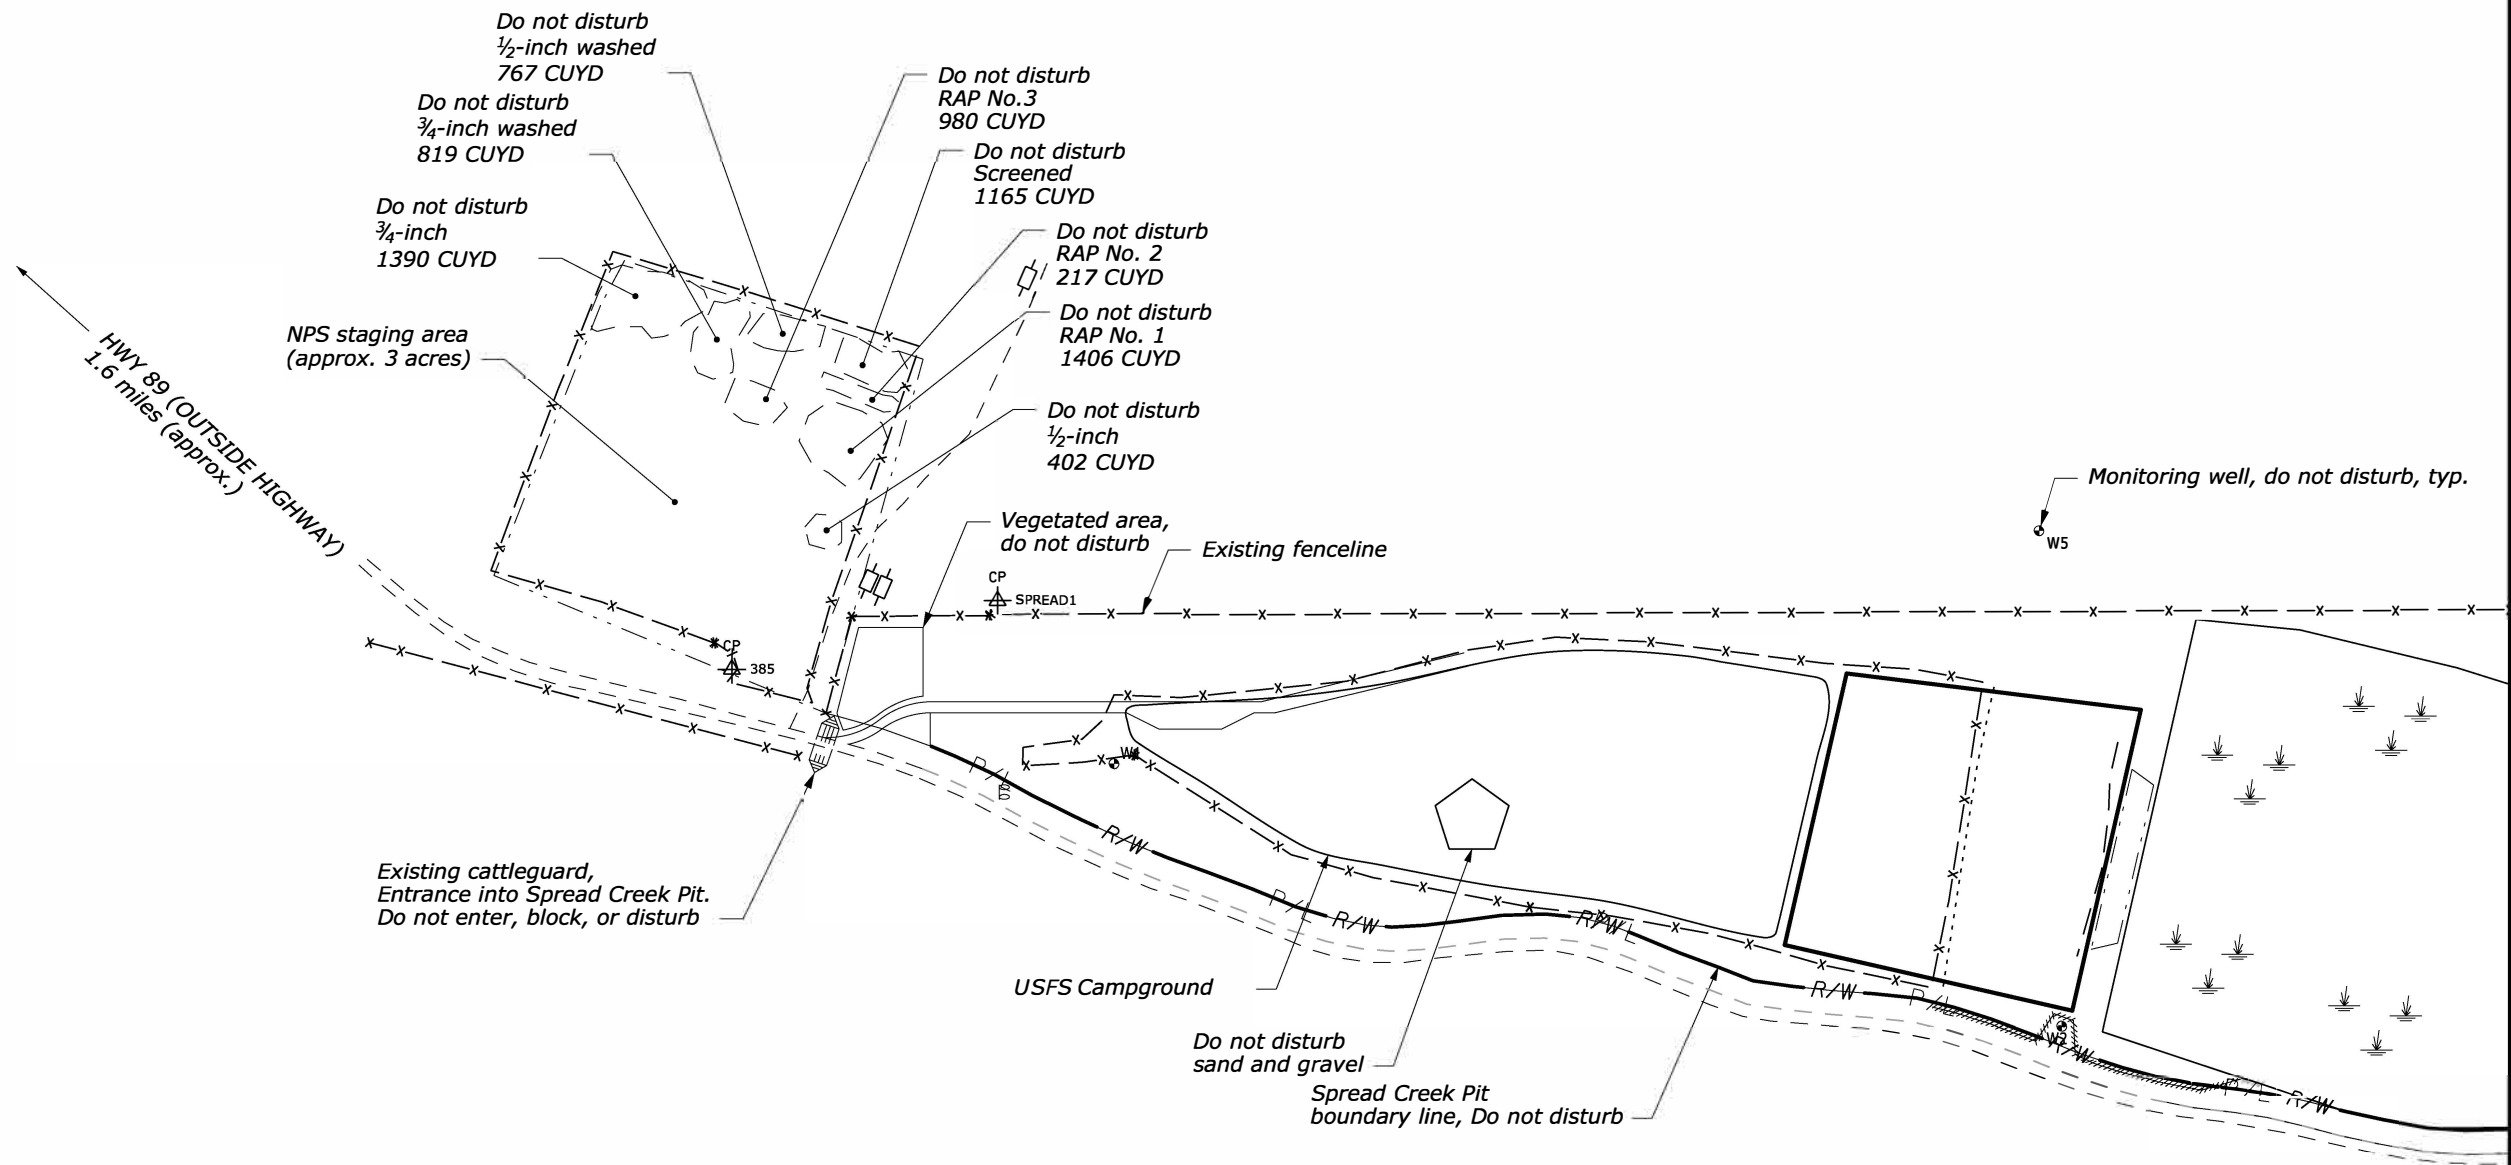 Do not disturb
½-inch washed
767 CUYD
Do not disturb
¾-inch washed
819 CUYD
Do not disturb
¾-inch
1390 CUYD
NPS staging area
(approx. 3 acres)
HWY 89 (OUTSIDE HIGHWAY)
1.6 miles (approx.)
Do not disturb
RAP No.3
980 CUYD
Do not disturb
Screened
1165 CUYD
Do not disturb
RAP No. 2
217 CUYD
Do not disturb
RAP No. 1
1406 CUYD
Do not disturb
½-inch
402 CUYD
Vegetated area,
do not disturb
Existing fenceline
CP
SPREAD1
CP
385
Monitoring well, do not disturb, typ.
W5
W4
W2
P/L
R/W
P/L
R/W
R/W
R/W
P/L
R/W
P/L
R/W
Existing cattleguard,
Entrance into Spread Creek Pit.
Do not enter, block, or disturb
USFS Campground
Do not disturb
sand and gravel
Spread Creek Pit
boundary line, Do not disturb